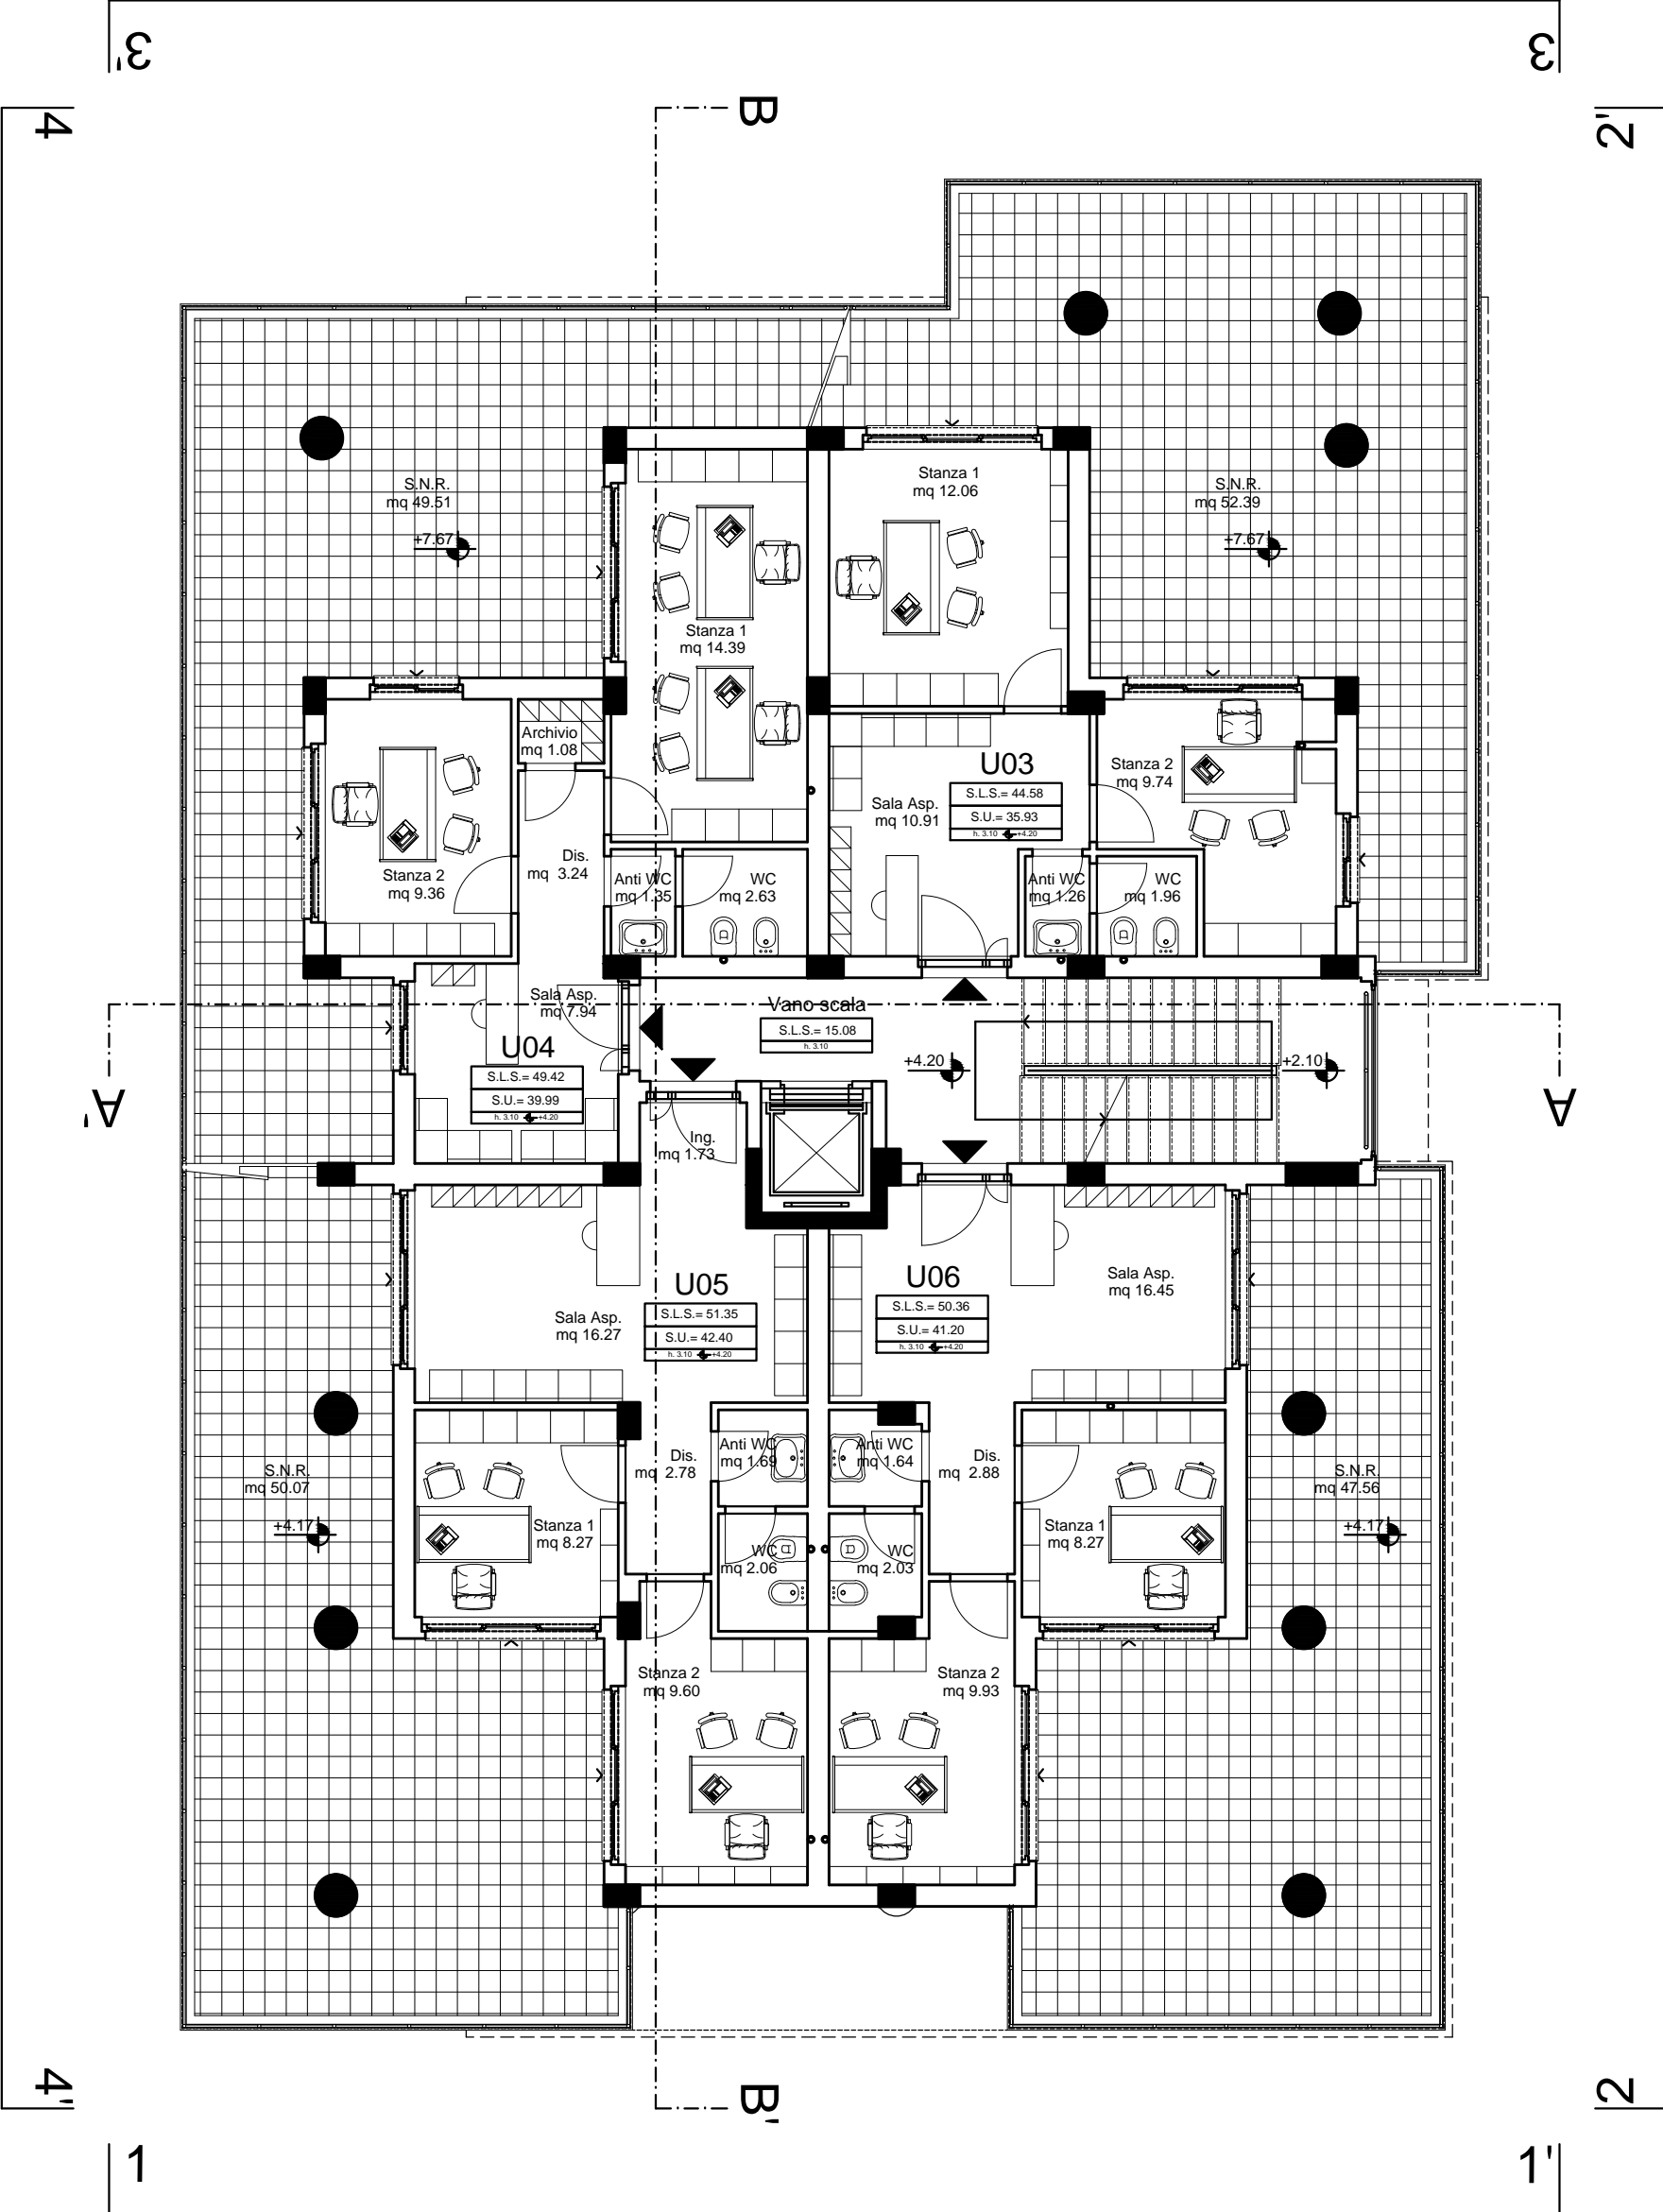 3'
3
4
B
2'
S.N.R.
mq 49.51
+7.67
Stanza 1
mq 12.06
S.N.R.
mq 52.39
+7.67
Stanza 1
mq 14.39
Archivio
mq 1.08
Stanza 2
mq 9.36
Dis.
mq 3.24
Anti WC
mq 1.35
WC
mq 2.63
U03
S.L.S.= 44.58
S.U.= 35.93
h. 3.10 +4.20
Sala Asp.
mq 10.91
Stanza 2
mq 9.74
Anti WC
mq 1.26
WC
mq 1.96
Sala Asp.
mq 7.94
U04
S.L.S.= 49.42
S.U.= 39.99
h. 3.10 +4.20
Vano scala
S.L.S.= 15.08
h. 3.10
+4.20
+2.10
A'
A
Ing.
mq 1.73
U05
S.L.S.= 51.35
S.U.= 42.40
h. 3.10 +4.20
Sala Asp.
mq 16.27
U06
S.L.S.= 50.36
S.U.= 41.20
h. 3.10 +4.20
Sala Asp.
mq 16.45
S.N.R.
mq 50.07
+4.17
Dis.
mq 2.78
Anti WC
mq 1.69
Anti WC
mq 1.64
Dis.
mq 2.88
S.N.R.
mq 47.56
+4.17
Stanza 1
mq 8.27
WC
mq 2.06
WC
mq 2.03
Stanza 1
mq 8.27
Stanza 2
mq 9.60
Stanza 2
mq 9.93
4'
B'
2
1
1'